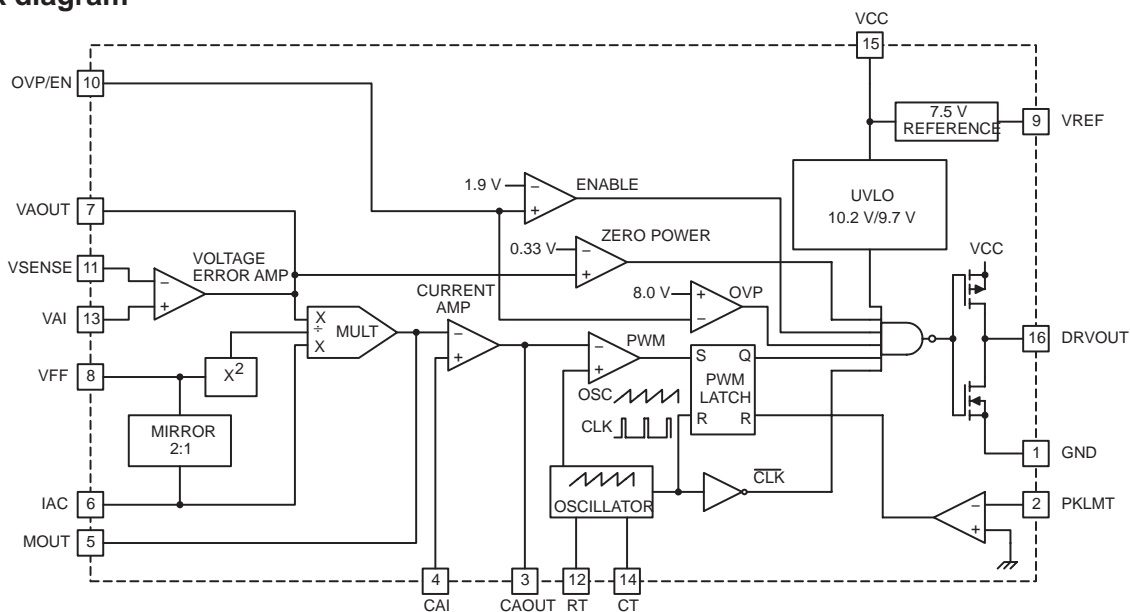 k diagram
VCC
15
OVP/EN 10
7.5 V
REFERENCE
9 VREF
1.9 V
−
+
ENABLE
UVLO
10.2 V/9.7 V
VAOUT 7
0.33 V
−
+
ZERO POWER
VCC
VSENSE 11
−
+
VOLTAGE
ERROR AMP
VAI 13
8.0 V
+
−
OVP
CURRENT
AMP
X
÷
X
MULT
−
+
−
+
PWM
16 DRVOUT
S Q
PWM
LATCH
R R
VFF 8
X2
OSC
CLK
MIRROR
2:1
1 GND
CLK
OSCILLATOR
IAC 6
2 PKLMT
−
+
MOUT 5
4 3 12 14
CAI CAOUT RT CT